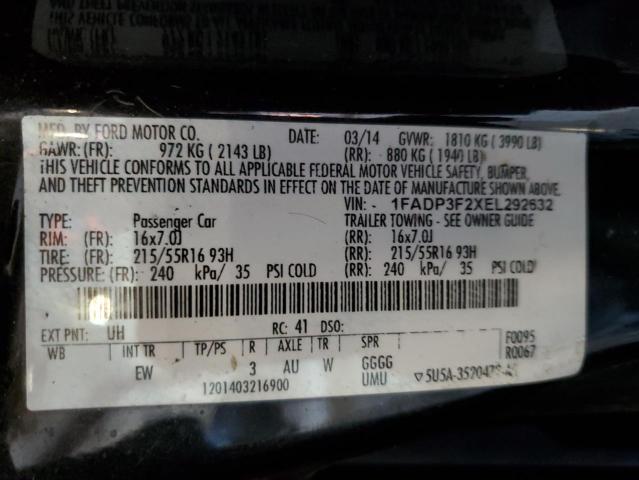 MFD. BY FORD MOTOR CO. DATE: 03/14 GVWR: 1810 KG ( 3990 LB)
GAWR: (FR): 972 KG ( 2143 LB) (RR): 880 KG ( 1940 LB)
THIS VEHICLE CONFORMS TO ALL APPLICABLE FEDERAL MOTOR VEHICLE SAFETY, BUMPER,
AND THEFT PREVENTION STANDARDS IN EFFECT ON THE DATE OF MANUFACTURE SHOWN ABOVE.
VIN: - 1FADP3F2XEL292632
TYPE: Passenger Car TRAILER TOWING - SEE OWNER GUIDE
RIM: (FR): 16x7.0J (RR): 16x7.0J
TIRE: (FR): 215/55R16 93H (RR): 215/55R16 93H
PRESSURE: (FR): 240 kPa/ 35 PSI COLD (RR): 240 kPa/ 35 PSI COLD
EXT PNT: UH RC: 41 DSO: F0095
WB INT TR TP/PS R AXLE TR SPR R0067
EW 3 AU W GGGG
1201403216900 UMU